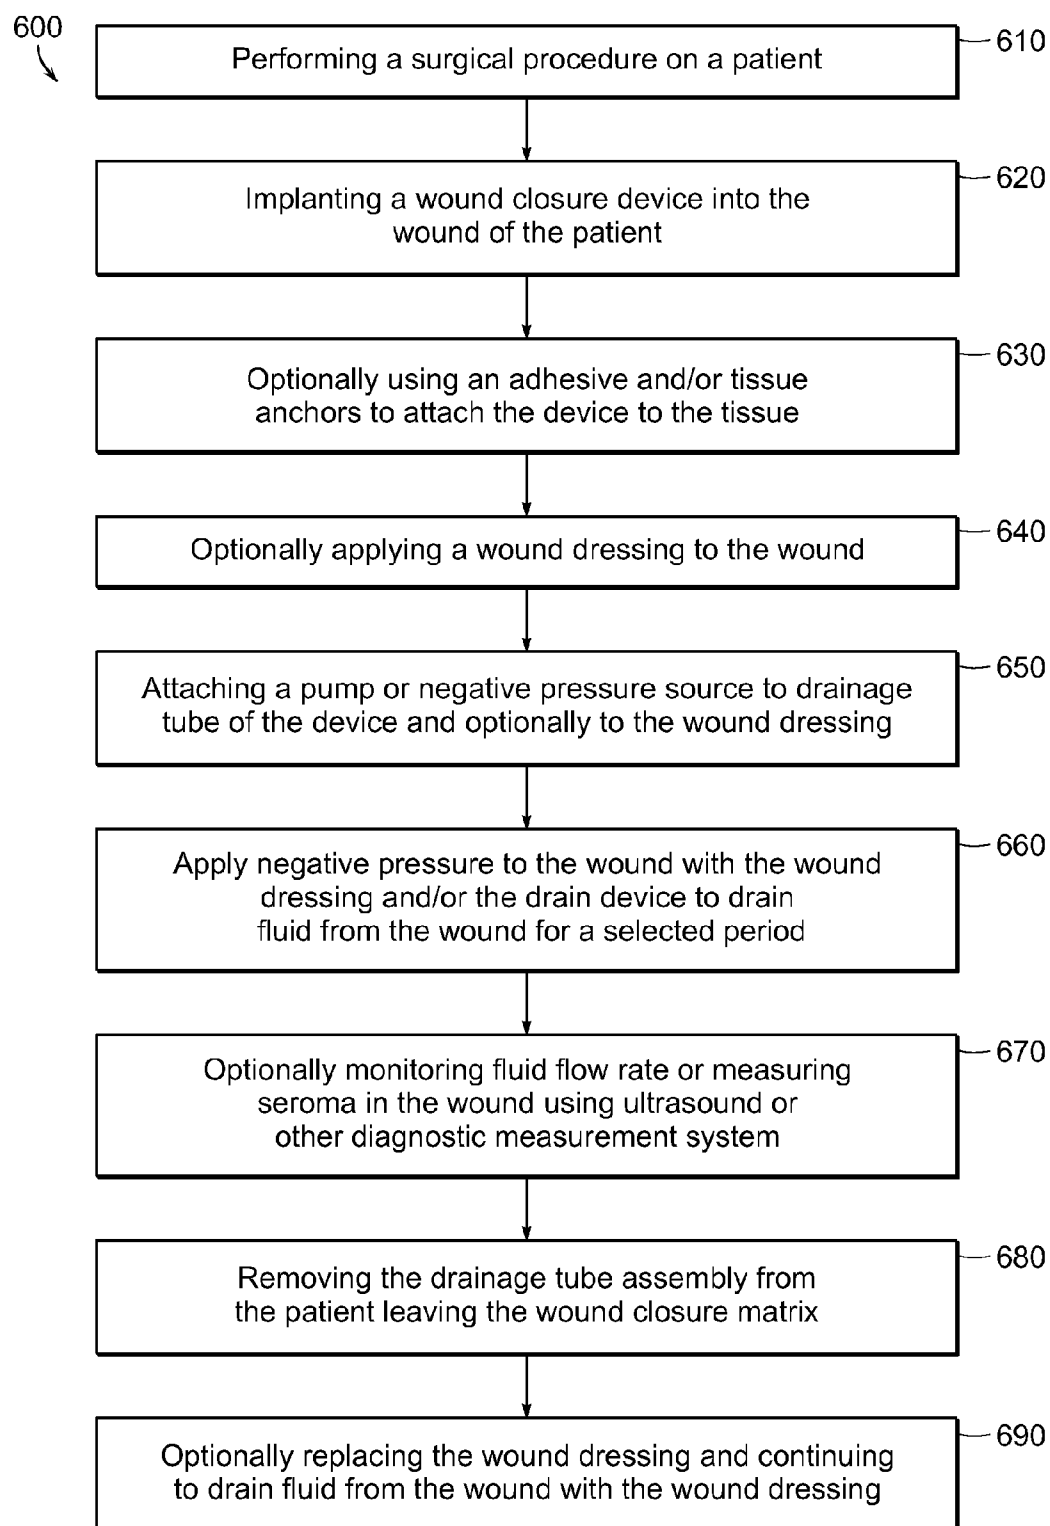 600
Performing a surgical procedure on a patient
610
Implanting a wound closure device into the
wound of the patient
620
Optionally using an adhesive and/or tissue
anchors to attach the device to the tissue
630
Optionally applying a wound dressing to the wound
640
Attaching a pump or negative pressure source to drainage
tube of the device and optionally to the wound dressing
650
Apply negative pressure to the wound with the wound
dressing and/or the drain device to drain
fluid from the wound for a selected period
660
Optionally monitoring fluid flow rate or measuring
seroma in the wound using ultrasound or
other diagnostic measurement system
670
Removing the drainage tube assembly from
the patient leaving the wound closure matrix
680
Optionally replacing the wound dressing and continuing
to drain fluid from the wound with the wound dressing
690